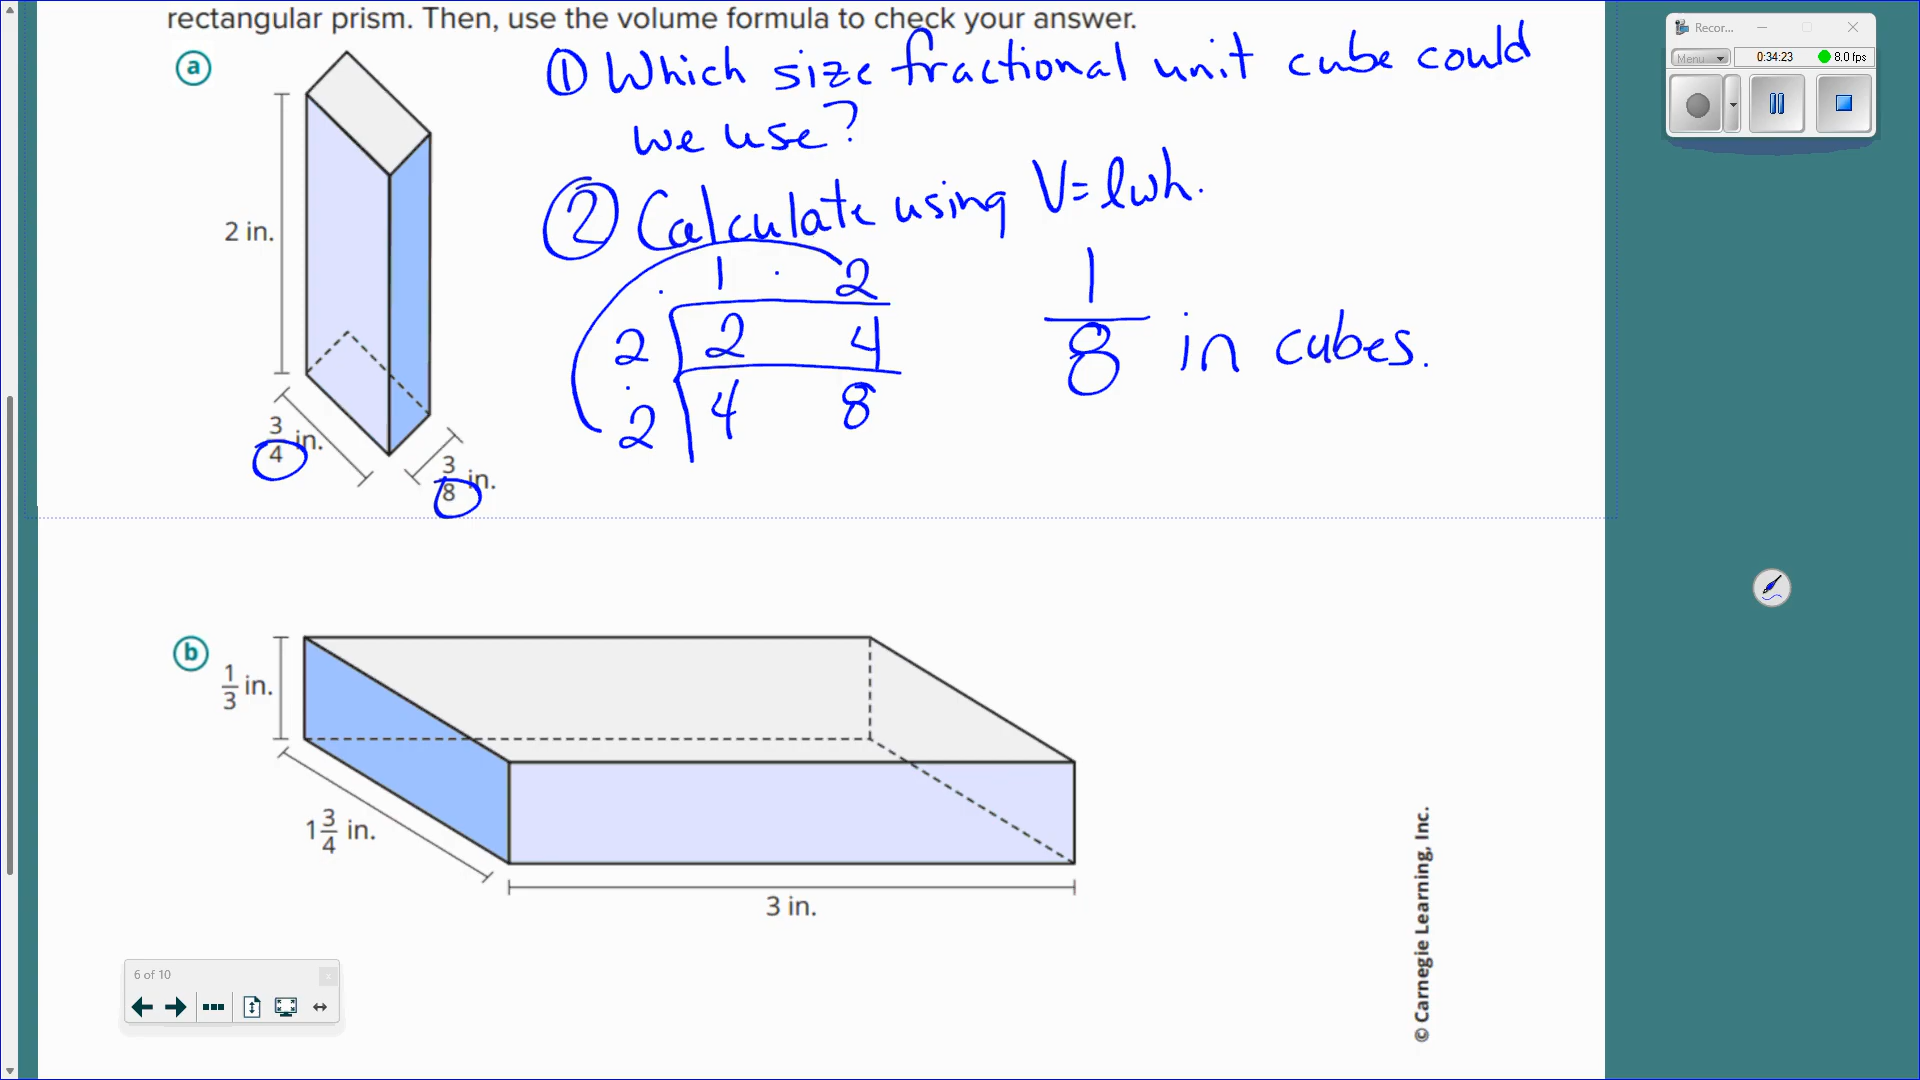 rectangular prism. Then, use the volume formula to check your answer.
a
① Which size fractional unit cube could
we use?
② Calculate using V=lwh.
2 in.
1 · 2
2 2 4
· 2 4 8
1/8 in cubes.
3/4 in.
3/8 in.
b
1/3 in.
1 3/4 in.
3 in.
© Carnegie Learning, Inc.
6 of 10
Recor...
Menu
0:34:23
8.0 fps